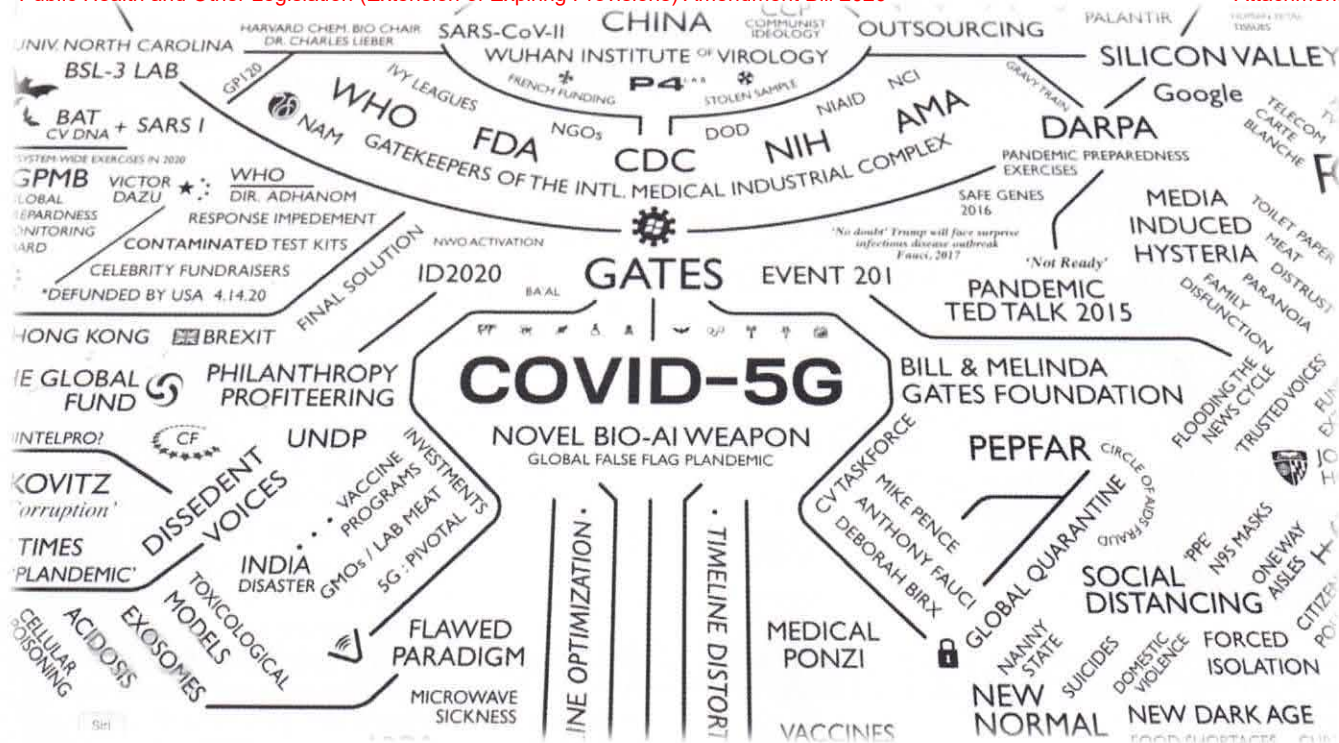 Public Health and Other Legislation (Extension of Expiring Provisions) Amendment Bill 2020
UNIV. NORTH CAROLINA
BSL-3 LAB
HARVARD CHEM. BIO CHAIR
DR. CHARLES LIEBER
GP120
SARS-CoV-II
CHINA
COMMUNIST
IDEOLOGY
OUTSOURCING
PALANTIR
WUHAN INSTITUTE OF VIROLOGY
FRENCH FUNDING
P4 LAB
STOLEN SAMPLE
SILICON VALLEY
Google
GRAVY TRAIN
DARPA
PANDEMIC PREPAREDNESS
EXERCISES
TELECOM
CARTE
BLANCHE
BAT
CV DNA + SARS I
NAM
WHO
IVY LEAGUES
FDA
NGOs
CDC
DOD
NIAID
NCI
NIH
AMA
GATEKEEPERS OF THE INTL. MEDICAL INDUSTRIAL COMPLEX
SYSTEM-WIDE EXERCISES IN 2020
GPMB
VICTOR
DAZU
WHO
DIR. ADHANOM
RESPONSE IMPEDEMENT
CONTAMINATED TEST KITS
CELEBRITY FUNDRAISERS
*DEFUNDED BY USA 4.14.20
FINAL SOLUTION
NWO ACTIVATION
ID2020
BA'AL
GATES
EVENT 201
SAFE GENES
2016
'No doubt' Trump will face surprise
infectious disease outbreak
Fauci, 2017
'Not Ready'
PANDEMIC
TED TALK 2015
MEDIA
INDUCED
HYSTERIA
TOILET PAPER
MEAT
DISTRUST
PARANOIA
FAMILY
DISFUNCTION
HONG KONG
BREXIT
GLOBAL
FUND
PHILANTHROPY
PROFITEERING
COVID-5G
NOVEL BIO-AI WEAPON
GLOBAL FALSE FLAG PLANDEMIC
BILL & MELINDA
GATES FOUNDATION
FLOODING THE
NEWS CYCLE
'TRUSTED VOICES'
INTELPRO?
CF
UNDP
KOVITZ
'orruption'
TIMES
'PLANDEMIC'
DISSEDENT
VOICES
INVESTMENTS
VACCINE
PROGRAMS
GMOs / LAB MEAT
5G : PIVOTAL
INDIA
DISASTER
CV TASKFORCE
MIKE PENCE
ANTHONY FAUCI
DEBORAH BIRX
PEPFAR
CIRCLE OF AIDS FRAUD
GLOBAL QUARANTINE
'PPE'
N95 MASKS
ONE WAY
AISLES
SOCIAL
DISTANCING
TOXICOLOGICAL
MODELS
EXOSOMES
ACIDOSIS
CELLULAR
POISONING
FLAWED
PARADIGM
MICROWAVE
SICKNESS
NE OPTIMIZATION •
• TIMELINE DISTORT
MEDICAL
PONZI
VACCINES
NANNY
STATE
SUICIDES
DOMESTIC
VIOLENCE
FORCED
ISOLATION
NEW
NORMAL
NEW DARK AGE
Siri